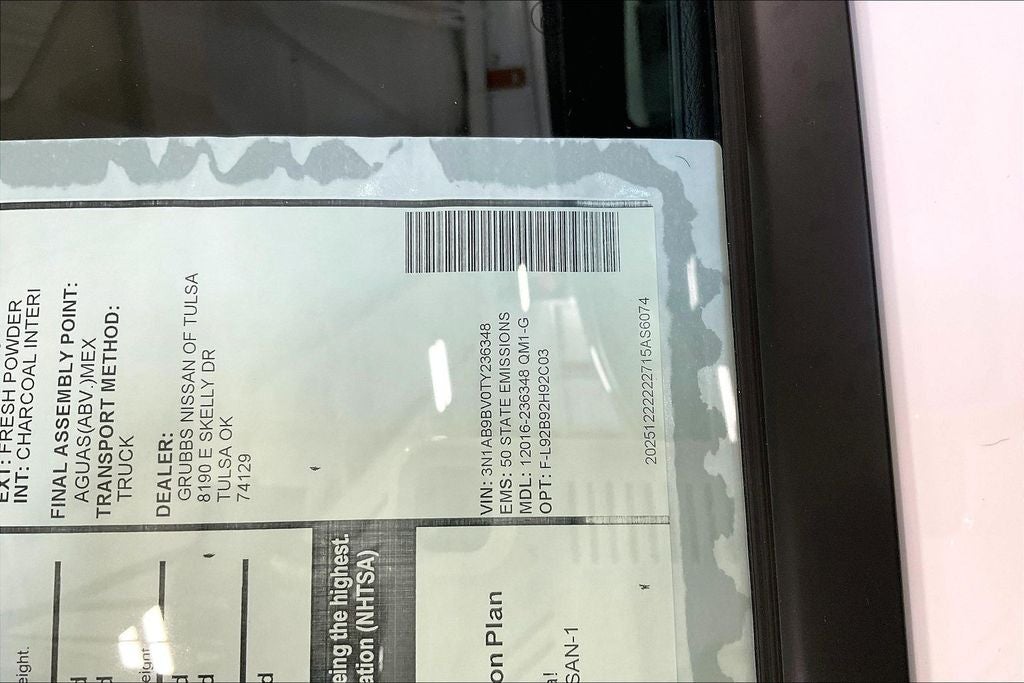 EXT: FRESH POWDER
INT: CHARCOAL INTERI
FINAL ASSEMBLY POINT:
AGUAS(ABV.)MEX
TRANSPORT METHOD:
TRUCK
DEALER:
GRUBBS NISSAN OF TULSA
8190 E SKELLY DR
TULSA OK
74129
VIN: 3N1AB9BV0TY236348
EMS: 50 STATE EMISSIONS
MDL: 12016-236348 QM1-G
OPT: F-L92B92H92C03
20251222222715AS6074
eight.
eight.
eing the highest.
ation (NHTSA)
on Plan
SAN-1